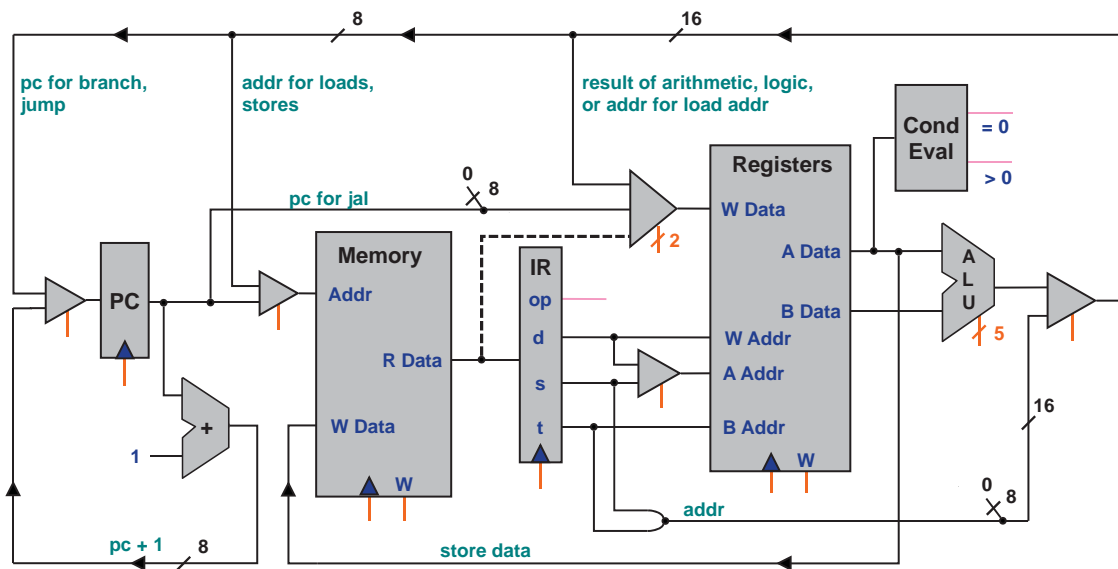 8
16
pc for branch,
jump
addr for loads,
stores
result of arithmetic, logic,
or addr for load addr
Cond
Eval
= 0
> 0
Registers
W Data
A Data
B Data
W Addr
A Addr
B Addr
W
0
8
pc for jal
2
PC
Memory
Addr
R Data
W Data
W
IR
op
d
s
t
A
L
U
5
16
+
1
addr
0
8
pc + 1
8
store data